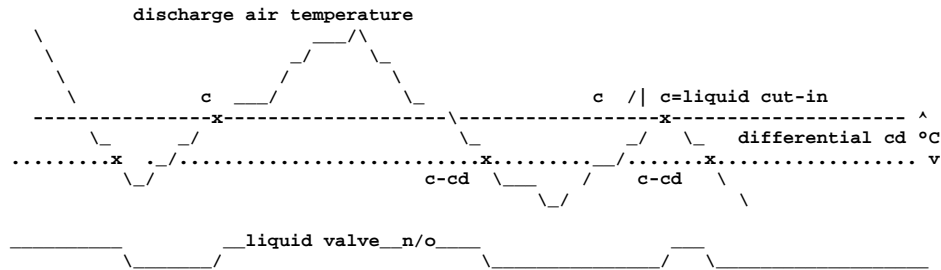 discharge air temperature
c c c=liquid cut-in
x x ^
differential cd ºC
x x x v
c-cd c-cd
liquid valve n/o